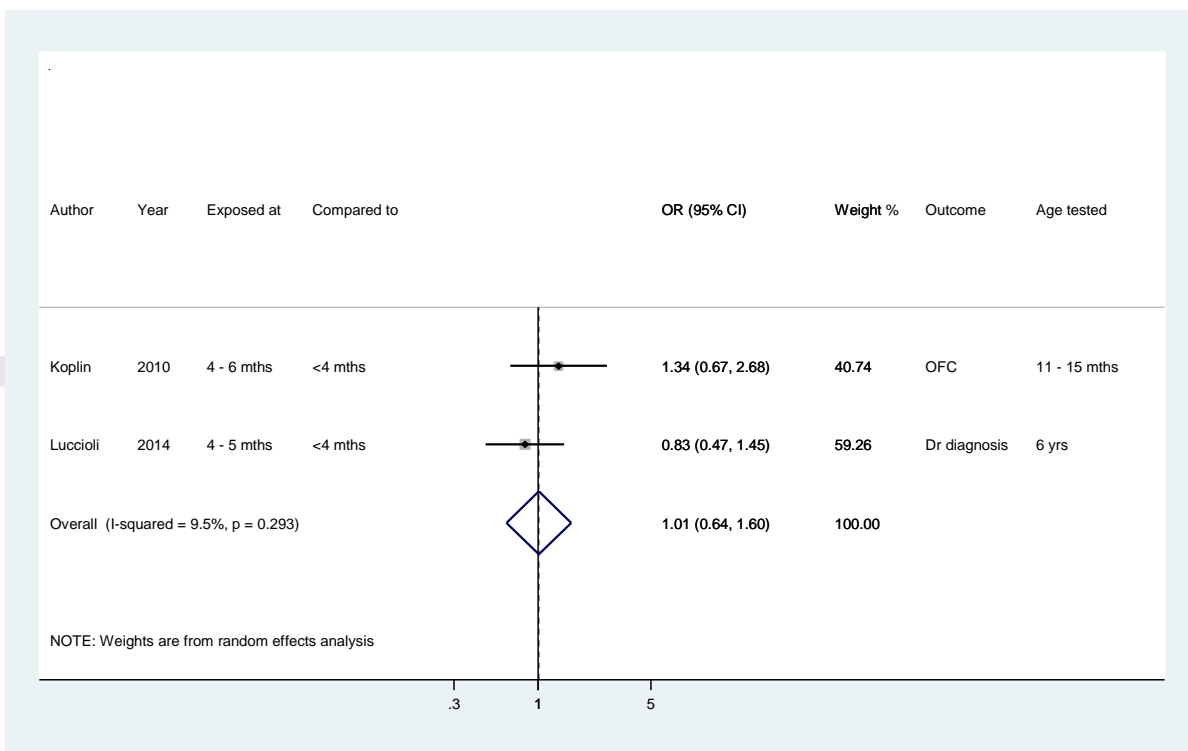 .
Author Year Exposed at Compared to OR (95% CI) Weight % Outcome Age tested
Koplin 2010 4 - 6 mths <4 mths 1.34 (0.67, 2.68) 40.74 OFC 11 - 15 mths
Luccioli 2014 4 - 5 mths <4 mths 0.83 (0.47, 1.45) 59.26 Dr diagnosis 6 yrs
Overall (I-squared = 9.5%, p = 0.293) 1.01 (0.64, 1.60) 100.00
NOTE: Weights are from random effects analysis
.3 1 5